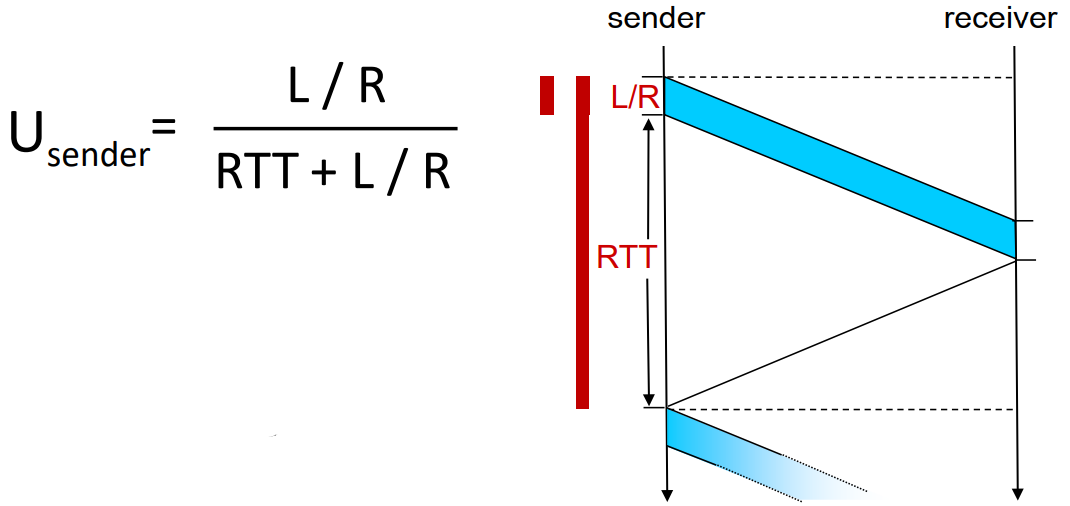 sender receiver
U sender = L / R
RTT + L / R
L/R
RTT